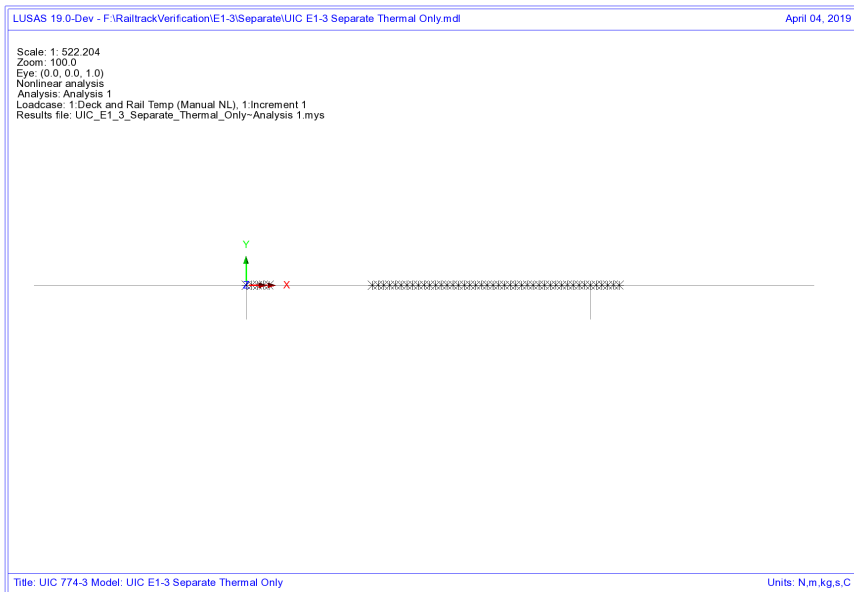 LUSAS 19.0-Dev - F:\RailtrackVerification\E1-3\Separate\UIC E1-3 Separate Thermal Only.mdl April 04, 2019
Scale: 1: 522.204
Zoom: 100.0
Eye: (0.0, 0.0, 1.0)
Nonlinear analysis
Analysis: Analysis 1
Loadcase: 1:Deck and Rail Temp (Manual NL), 1:Increment 1
Results file: UIC_E1_3_Separate_Thermal_Only~Analysis 1.mys
Y
Z X
Title: UIC 774-3 Model: UIC E1-3 Separate Thermal Only Units: N,m,kg,s,C